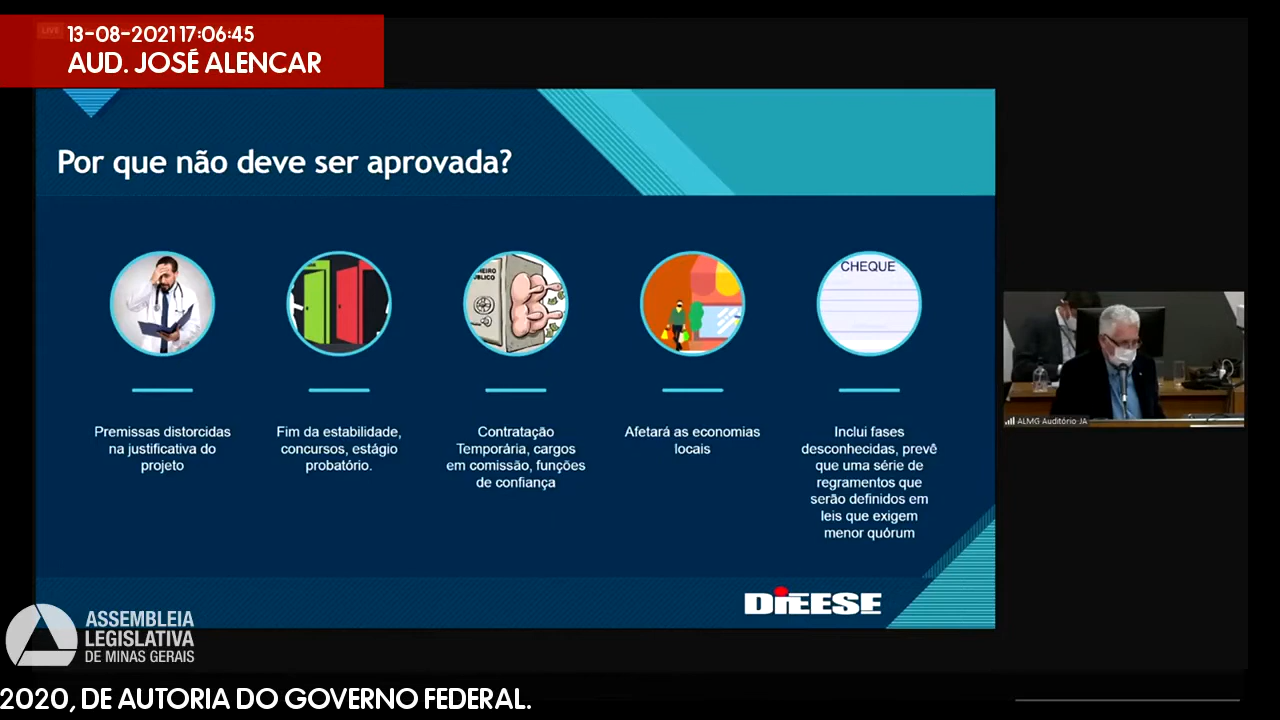 LIVE
13-08-2021 17:06:45
AUD. JOSÉ ALENCAR
Por que não deve ser aprovada?
CHEQUE
Premissas distorcidas
na justificativa do
projeto
Fim da estabilidade,
concursos, estágio
probatório.
Contratação
Temporária, cargos
em comissão, funções
de confiança
Afetará as economias
locais
Inclui fases
desconhecidas, prevê
que uma série de
regramentos que
serão definidos em
leis que exigem
menor quórum
ALMG Auditório-JA
DIEESE
ASSEMBLEIA
LEGISLATIVA
DE MINAS GERAIS
2020, DE AUTORIA DO GOVERNO FEDERAL.